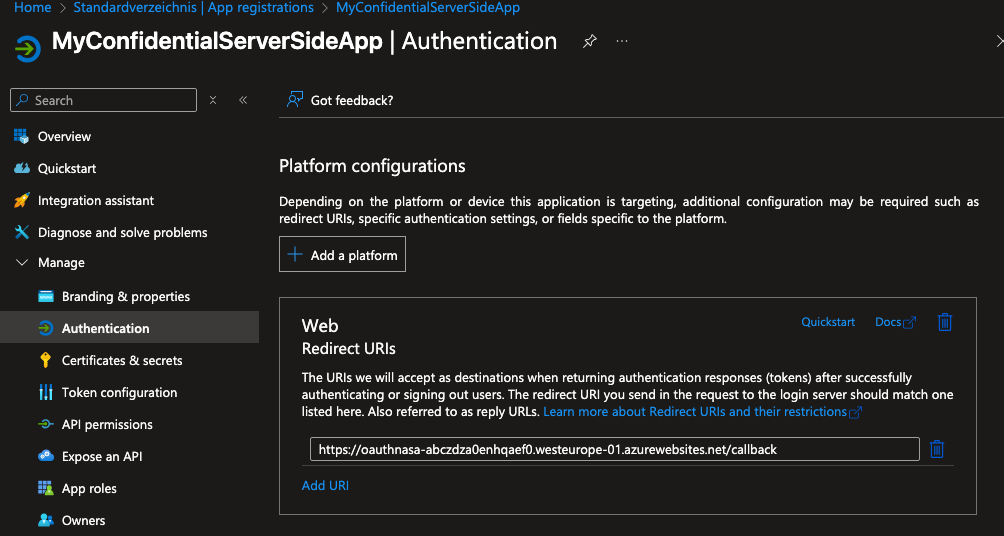 Home > Standardverzeichnis | App registrations > MyConfidentialServerSideApp
MyConfidentialServerSideApp | Authentication
Search
Got feedback?
Overview
Quickstart
Integration assistant
Diagnose and solve problems
Manage
Branding & properties
Authentication
Certificates & secrets
Token configuration
API permissions
Expose an API
App roles
Owners
Platform configurations
Depending on the platform or device this application is targeting, additional configuration may be required such as
redirect URIs, specific authentication settings, or fields specific to the platform.
Add a platform
Web
Quickstart Docs
Redirect URIs
The URIs we will accept as destinations when returning authentication responses (tokens) after successfully
authenticating or signing out users. The redirect URI you send in the request to the login server should match one
listed here. Also referred to as reply URLs. Learn more about Redirect URIs and their restrictions
https://oauthnasa-abczdza0enhqaef0.westeurope-01.azurewebsites.net/callback
Add URI